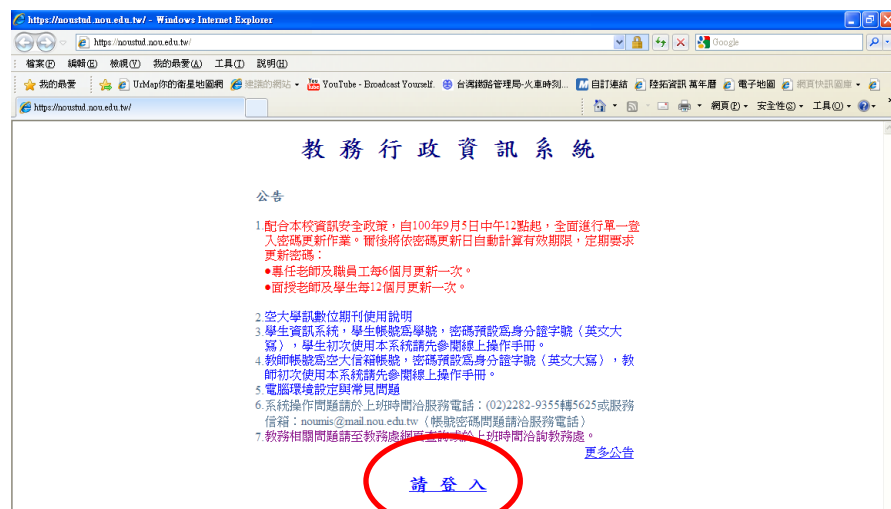 https://noustud.nou.edu.tw/ - Windows Internet Explorer
https://noustud.nou.edu.tw/
Google
檔案(F) 編輯(E) 檢視(V) 我的最愛(A) 工具(T) 說明(H)
我的最愛 UrMap你的衛星地圖網 建議的網站 YouTube - Broadcast Yourself. 台灣鐵路管理局-火車時刻... 自訂連結 陸拓資訊 萬年曆 電子地圖 網頁快訊圖庫
https://noustud.nou.edu.tw/ 網頁(P) 安全性(S) 工具(O)
教務行政資訊系統
公告
1.配合本校資訊安全政策,自100年9月5日中午12點起,全面進行單一登
入密碼更新作業。爾後將依密碼更新日自動計算有效期限,定期要求
更新密碼:
●專任老師及職員工每6個月更新一次。
●面授老師及學生每12個月更新一次。
2.空大學訊數位期刊使用說明
3.學生資訊系統,學生帳號為學號,密碼預設為身分證字號(英文大
寫),學生初次使用本系統請先參閱線上操作手冊。
4.教師帳號為空大信箱帳號,密碼預設為身分證字號(英文大寫),教
師初次使用本系統請先參閱線上操作手冊。
5.電腦環境設定與常見問題
6.系統操作問題請於上班時間洽服務電話:(02)2282-9355轉5625或服務
信箱:noumis@mail.nou.edu.tw(帳號密碼問題請洽服務電話)
7.教務相關問題請至教務處網頁查詢或於上班時間洽詢教務處。
更多公告
請登入